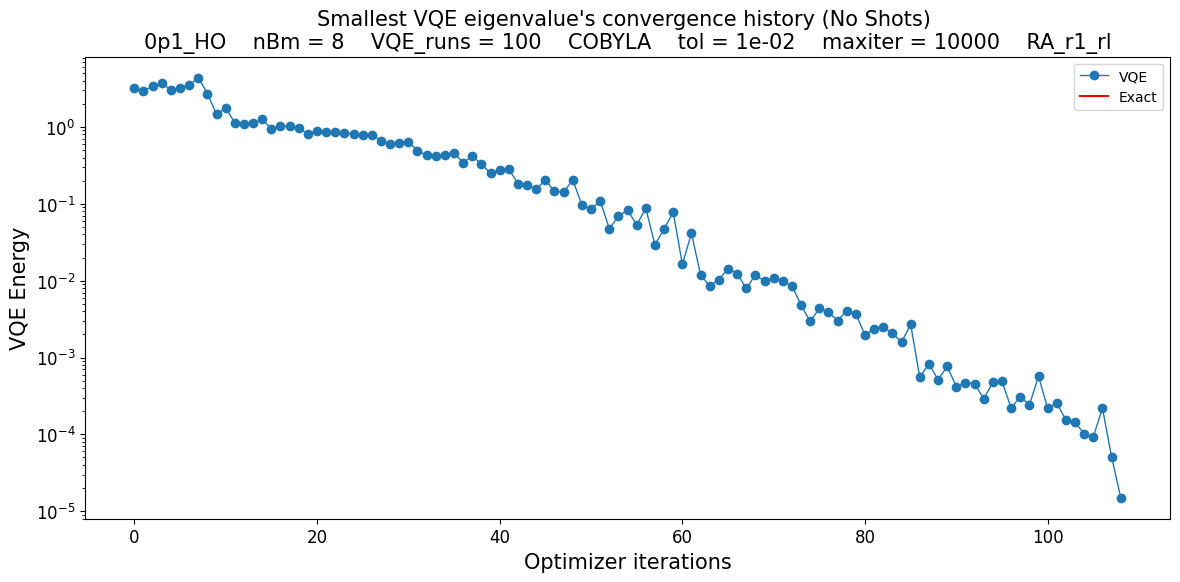 Smallest VQE eigenvalue's convergence history (No Shots)
0p1_HO    nBm = 8    VQE_runs = 100    COBYLA    tol = 1e-02    maxiter = 10000    RA_r1_rl
VQE
Exact
VQE Energy
10⁰
10⁻¹
10⁻²
10⁻³
10⁻⁴
10⁻⁵
0 20 40 60 80 100
Optimizer iterations